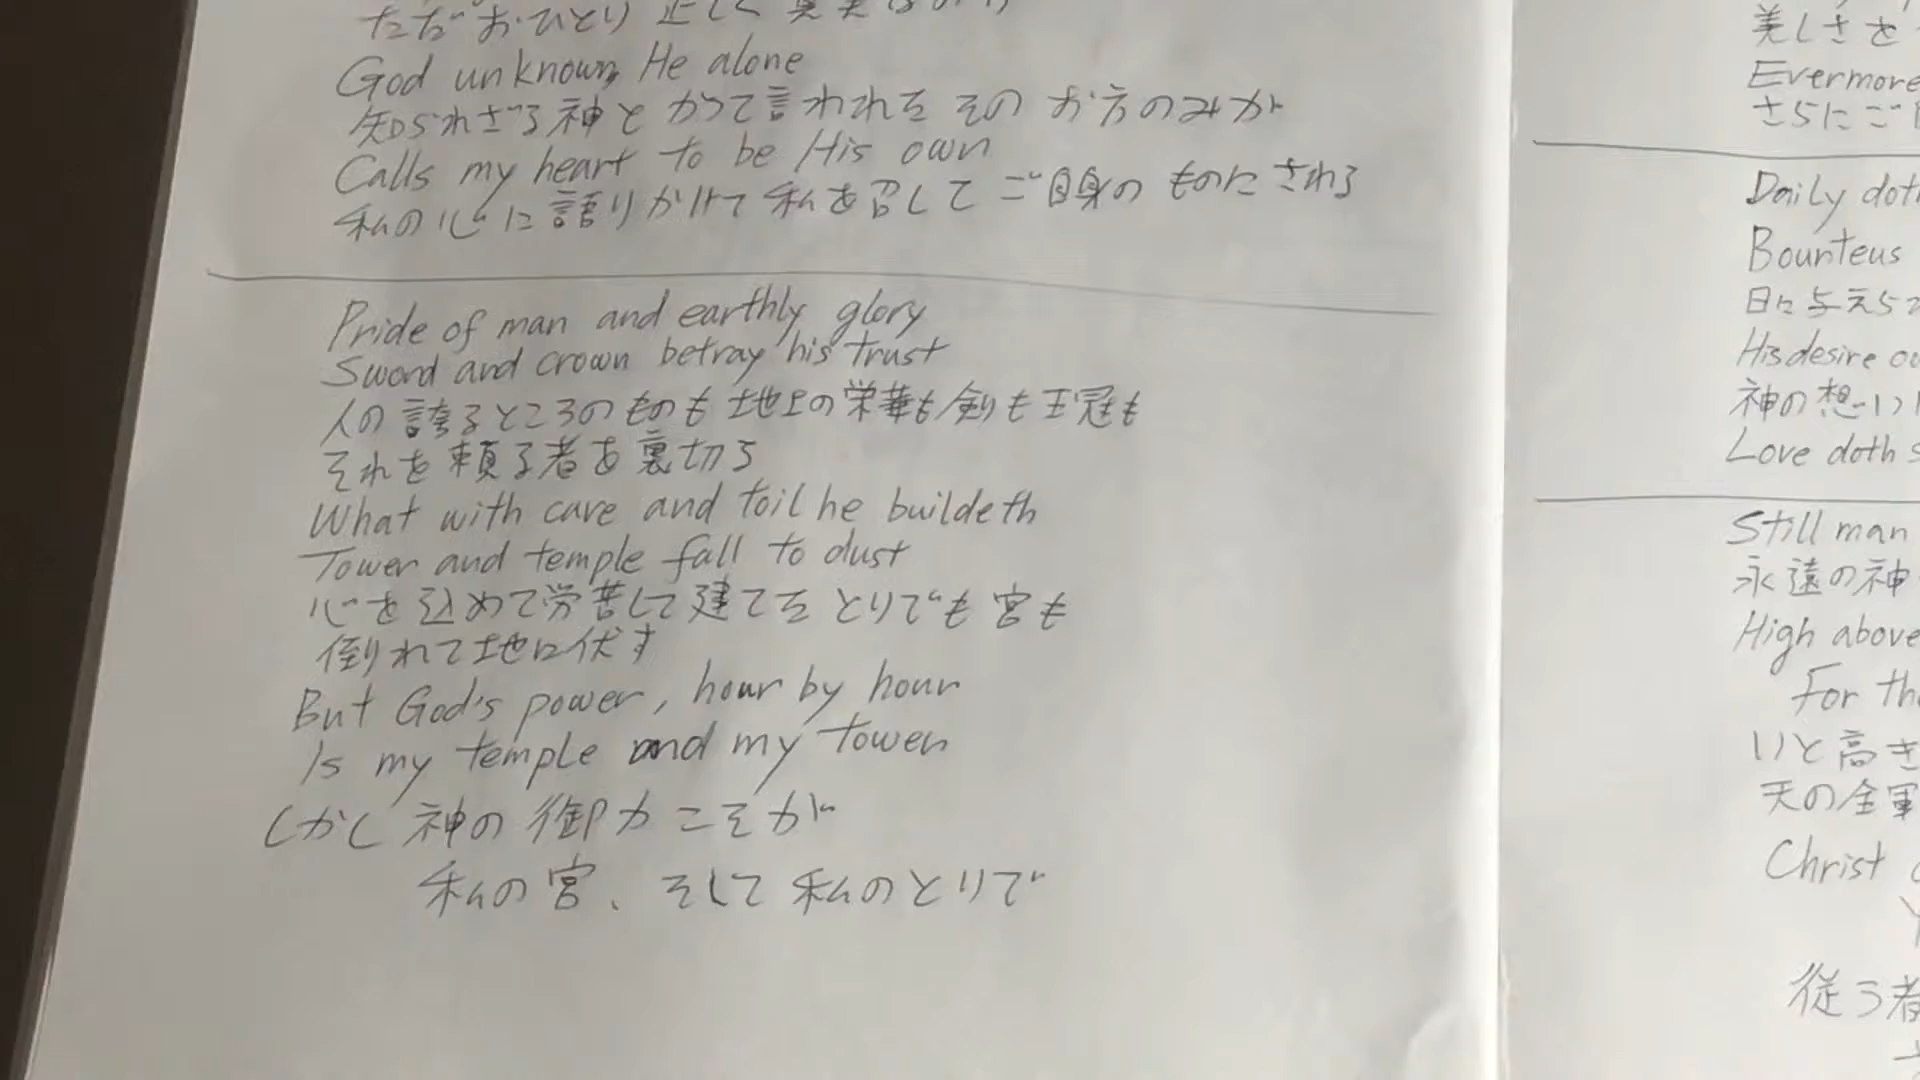 ただおひとり 正しく真実
God unknown, He alone
知られざる神と かつて言われた そのお方のみが
Calls my heart to be His own
私の心に語りかけて 私を召して ご自身の ものにされる
Pride of man and earthly glory
Sword and crown betray his trust
人の誇るところのものも 地上の栄華も 剣も王冠も
それを頼る者を裏切る
What with care and toil he buildeth
Tower and temple fall to dust
心を込めて労苦して建てた とりでも宮も
倒れて地に伏す
But God's power, hour by hour
Is my temple and my tower
しかし 神の御力こそが
私の宮、そして私のとりで
美しさを
Evermore
さらにご
Daily doth
Bounteus
日々与えら
His desire
神の想い
Love doth
Still man
永遠の神
High above
For
いと高き
天の全軍
Christ
従う者